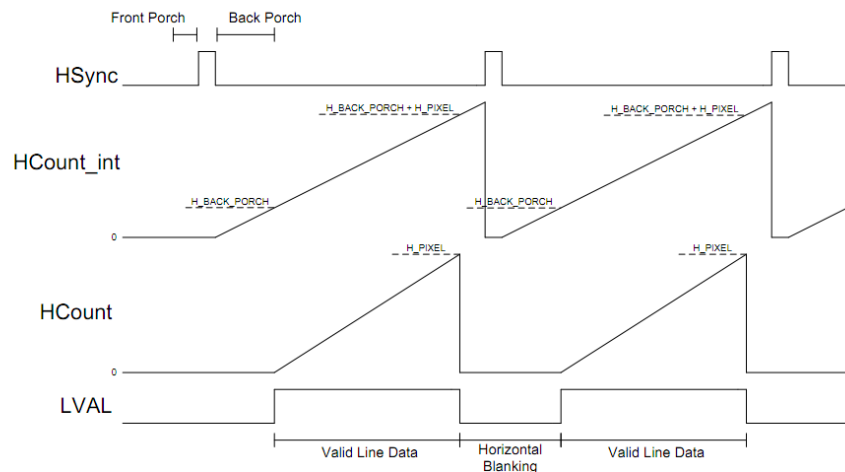 Front Porch
Back Porch
HSync
H_BACK_PORCH + H_PIXEL
H_BACK_PORCH + H_PIXEL
HCount_int
H_BACK_PORCH
H_BACK_PORCH
0
H_PIXEL
H_PIXEL
HCount
0
LVAL
Valid Line Data
Horizontal
Blanking
Valid Line Data